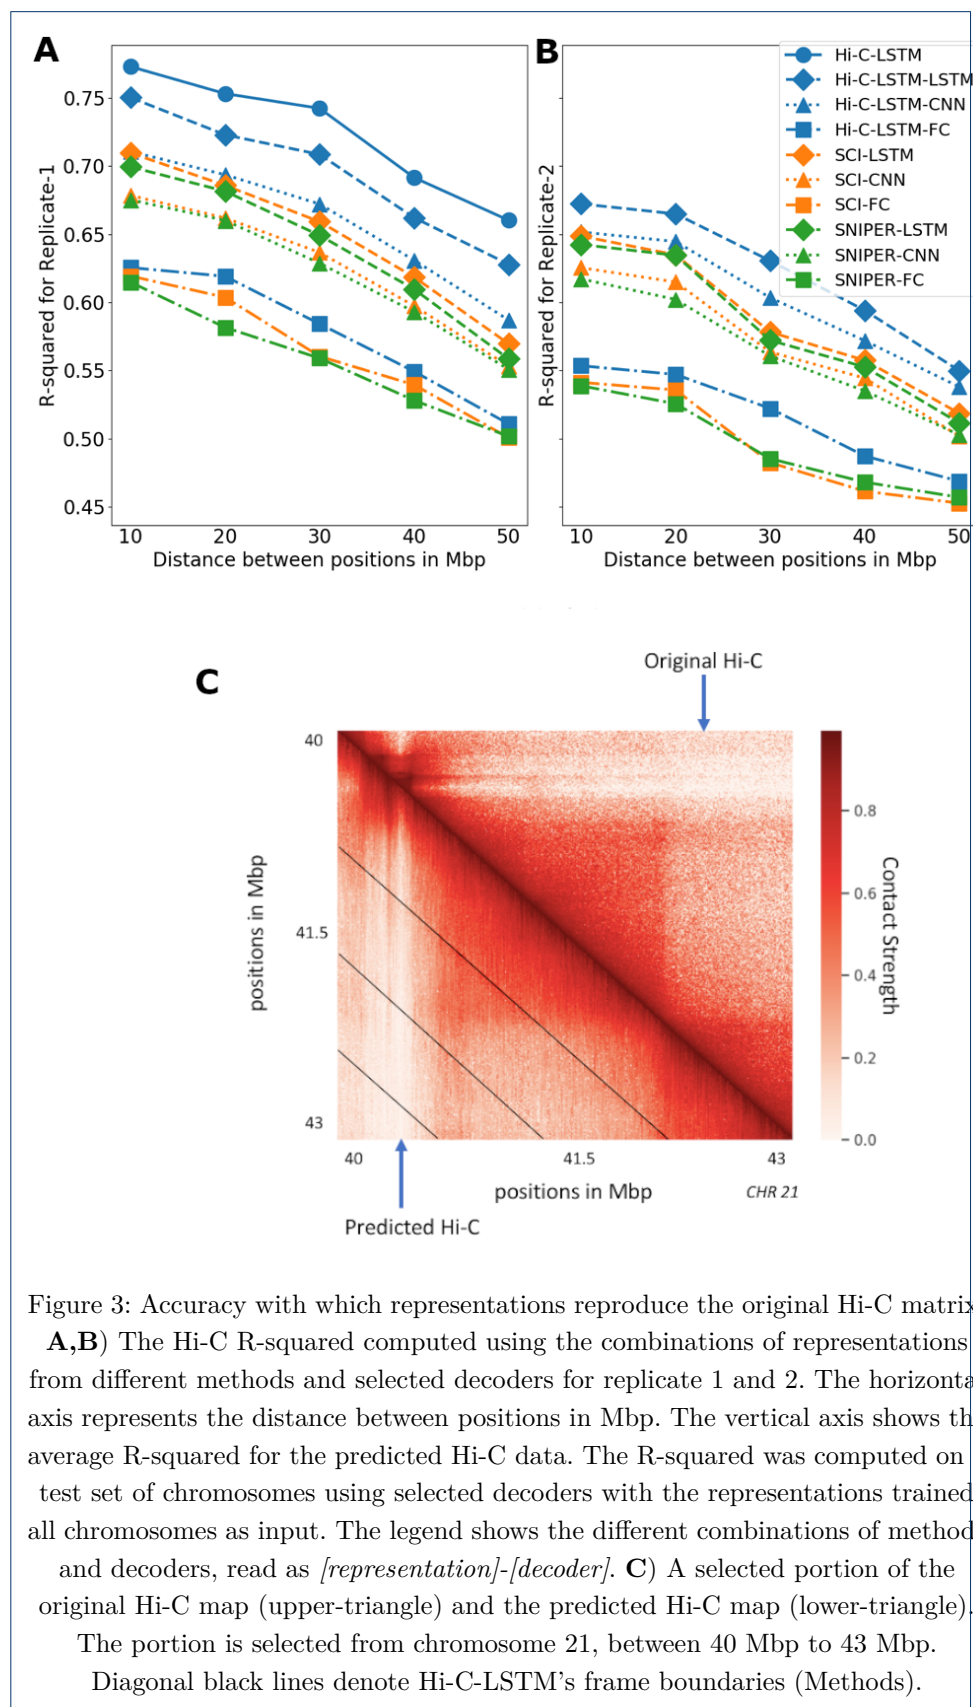 A
B
R-squared for Replicate-1
0.75
0.70
0.65
0.60
0.55
0.50
0.45
10 20 30 40 50
Distance between positions in Mbp
R-squared for Replicate-2
10 20 30 40 50
Distance between positions in Mbp
Hi-C-LSTM
Hi-C-LSTM-LSTM
Hi-C-LSTM-CNN
Hi-C-LSTM-FC
SCI-LSTM
SCI-CNN
SCI-FC
SNIPER-LSTM
SNIPER-CNN
SNIPER-FC
C
Original Hi-C
positions in Mbp
40
41.5
43
40 41.5 43
positions in Mbp
CHR 21
Predicted Hi-C
0.8
0.6
0.4
0.2
0.0
Contact Strength
Figure 3: Accuracy with which representations reproduce the original Hi-C matrix
A,B) The Hi-C R-squared computed using the combinations of representations
from different methods and selected decoders for replicate 1 and 2. The horizonta
axis represents the distance between positions in Mbp. The vertical axis shows th
average R-squared for the predicted Hi-C data. The R-squared was computed on
test set of chromosomes using selected decoders with the representations trained
all chromosomes as input. The legend shows the different combinations of method
and decoders, read as [representation]-[decoder]. C) A selected portion of the
original Hi-C map (upper-triangle) and the predicted Hi-C map (lower-triangle).
The portion is selected from chromosome 21, between 40 Mbp to 43 Mbp.
Diagonal black lines denote Hi-C-LSTM's frame boundaries (Methods).